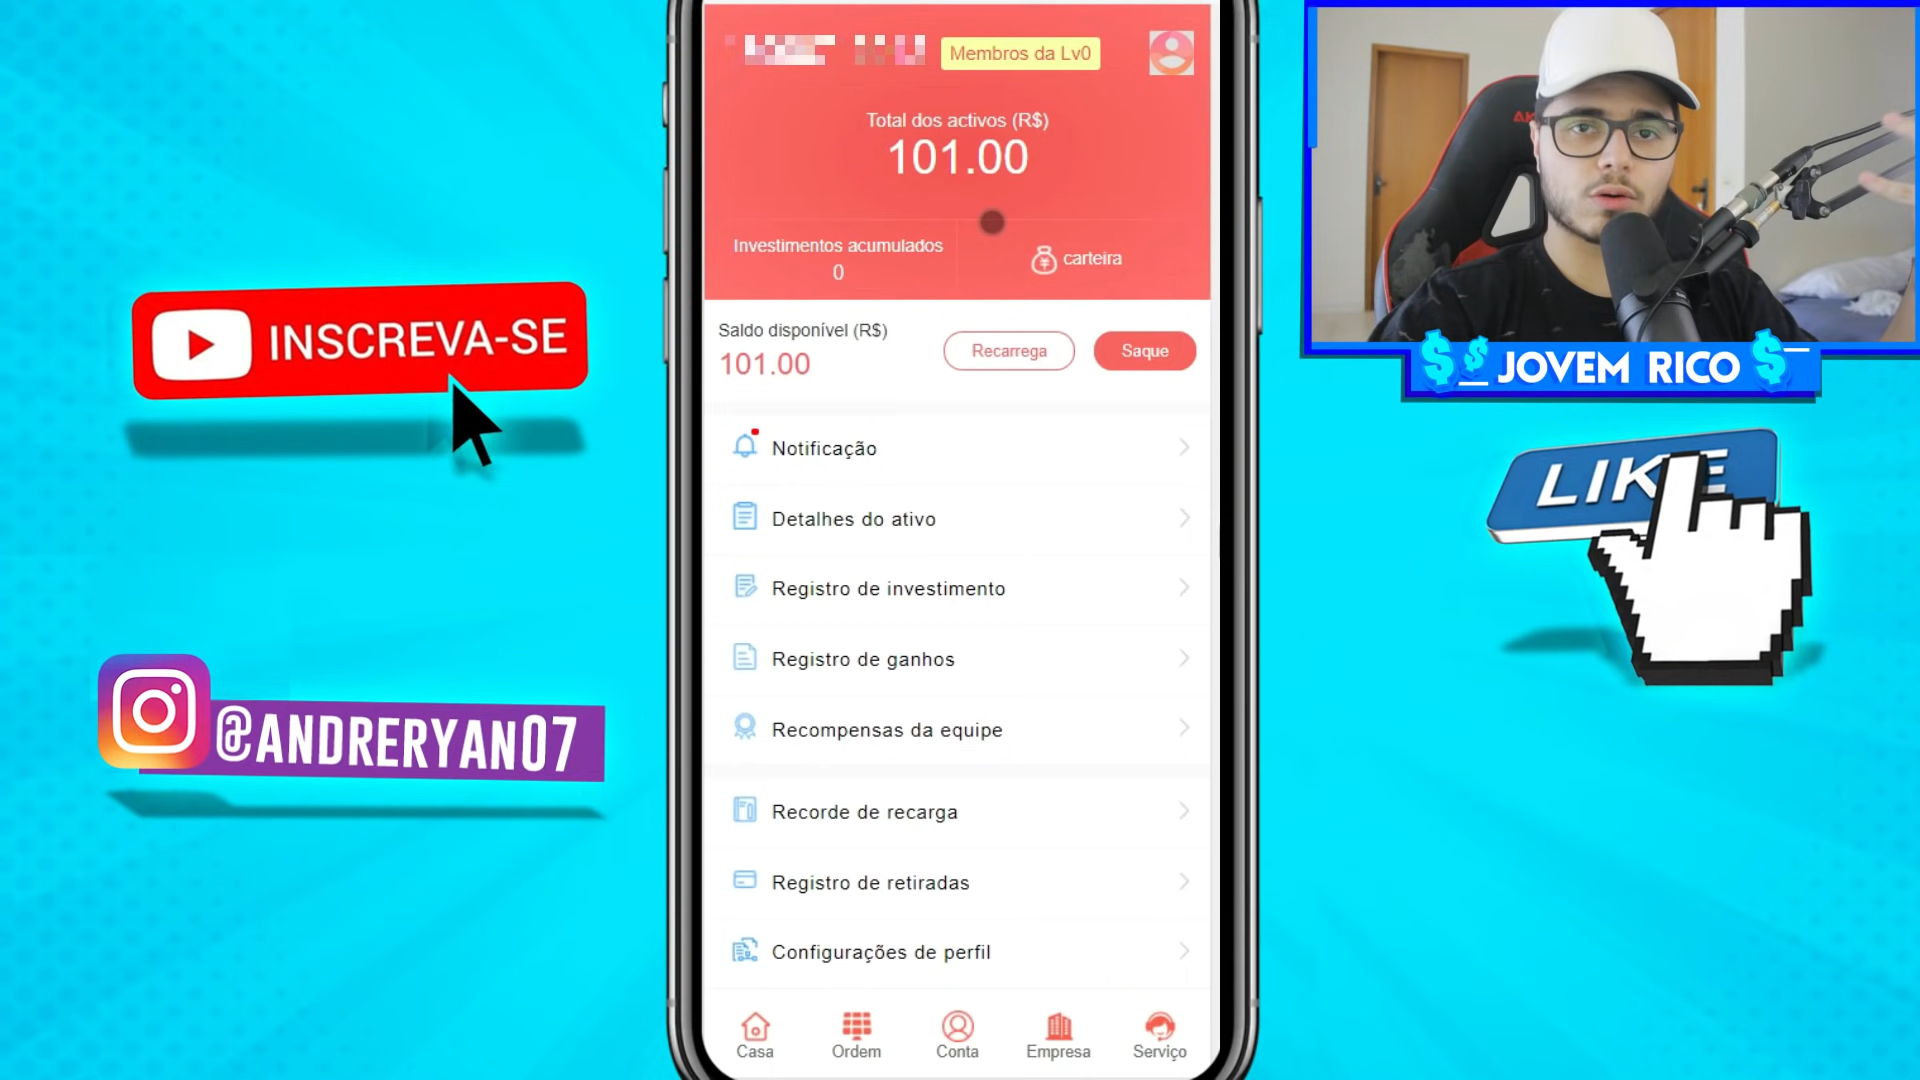 Membros da Lv0
Total dos activos (R$)
101.00
Investimentos acumulados
0
carteira
Saldo disponível (R$)
101.00
Recarrega
Saque
Notificação
Detalhes do ativo
Registro de investimento
Registro de ganhos
Recompensas da equipe
Recorde de recarga
Registro de retiradas
Configurações de perfil
Casa
Ordem
Conta
Empresa
Serviço
INSCREVA-SE
@ANDRERYAN07
$ $ JOVEM RICO $
LIKE